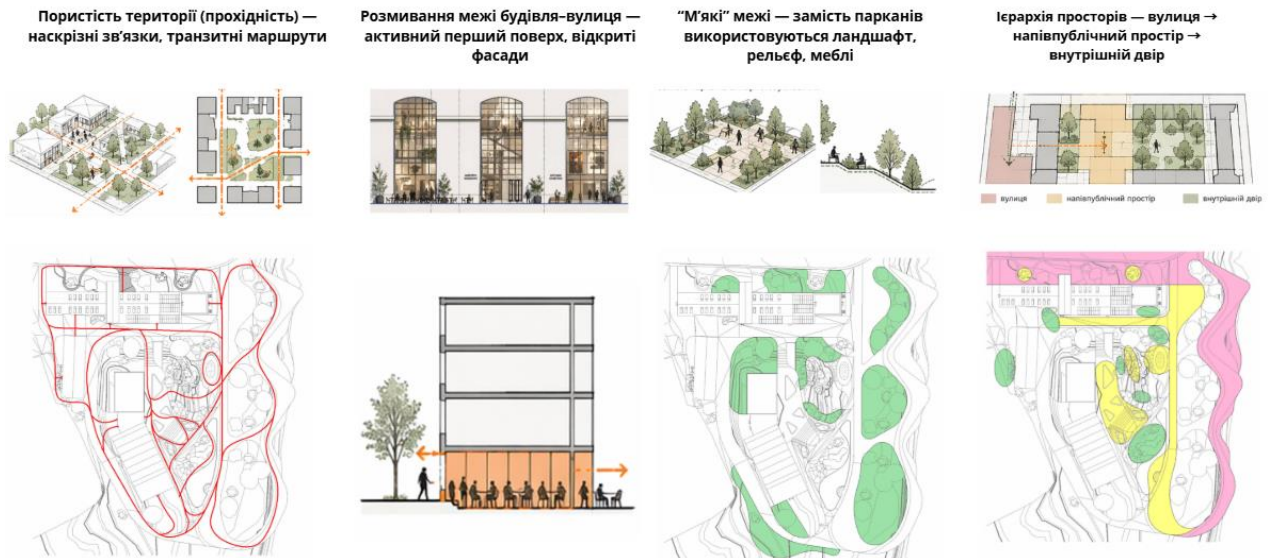 Пористість території (прохідність) —
наскрізні зв’язки, транзитні маршрути
Розмивання межі будівля–вулиця —
активний перший поверх, відкриті
фасади
“М’які” межі — замість парканів
використовуються ландшафт,
рельєф, меблі
Ієрархія просторів — вулиця →
напівпублічний простір →
внутрішній двір
вулиця
напівпублічний простір
внутрішній двір